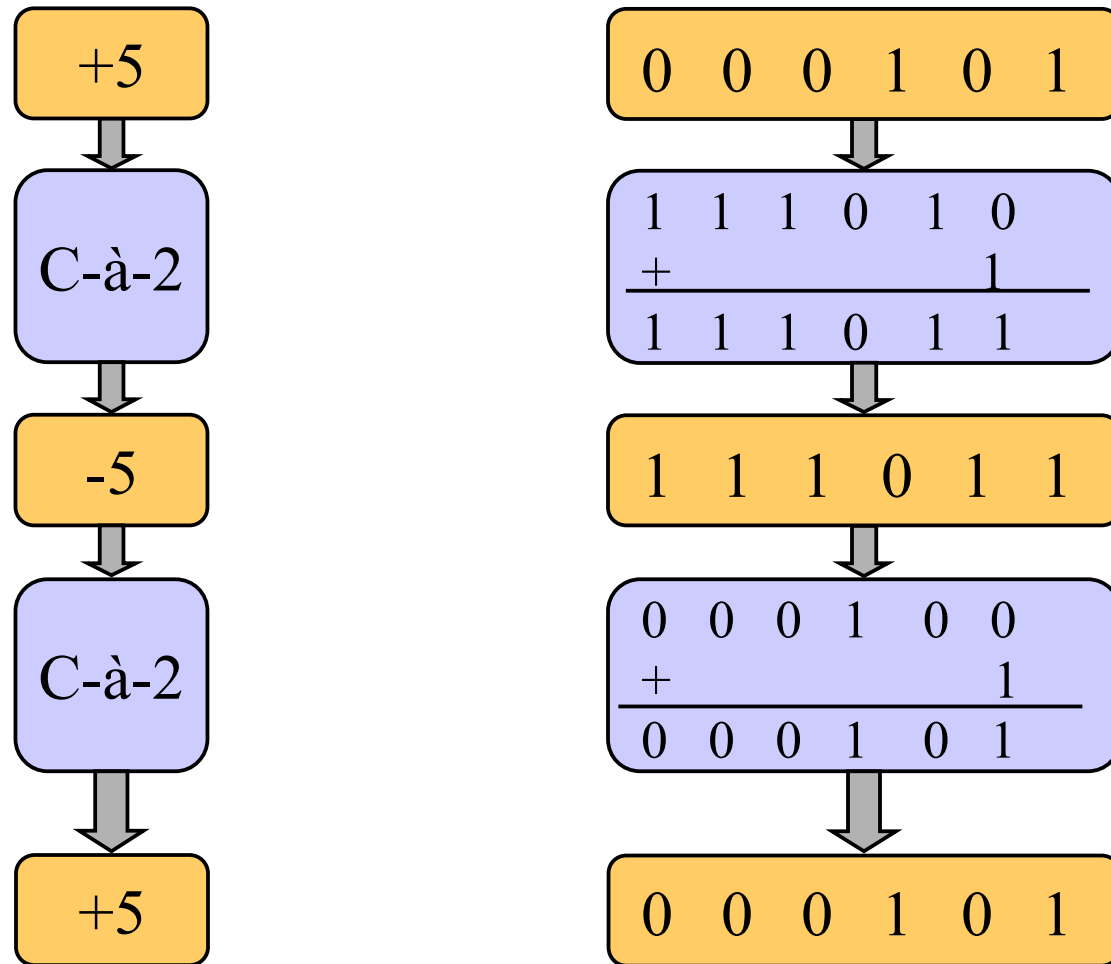 +5 0 0 0 1 0 1
1 1 1 0 1 0
C-à-2 + 1
1 1 1 0 1 1
-5 1 1 1 0 1 1
0 0 0 1 0 0
C-à-2 + 1
0 0 0 1 0 1
+5 0 0 0 1 0 1